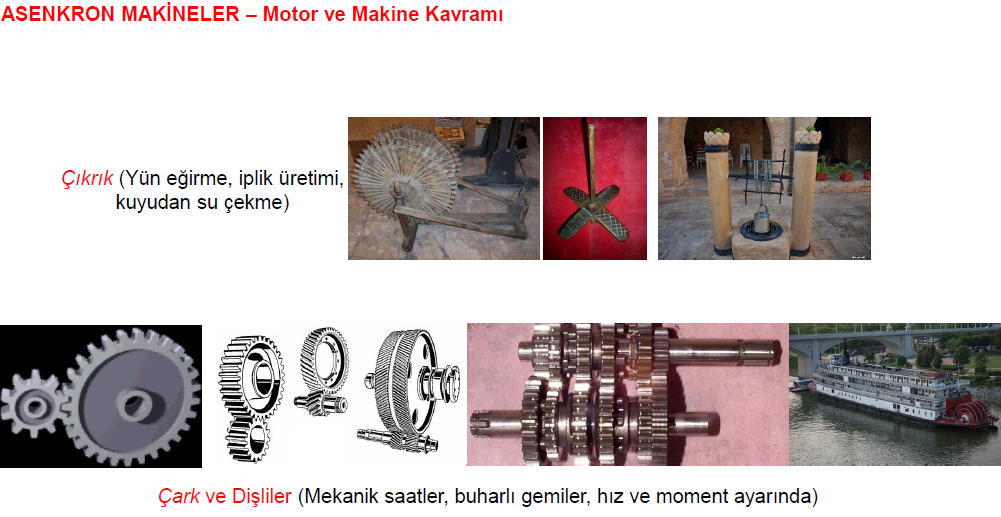 ASENKRON MAKİNELER – Motor ve Makine Kavramı
Çıkrık (Yün eğirme, iplik üretimi,
kuyudan su çekme)
Çark ve Dişliler (Mekanik saatler, buharlı gemiler, hız ve moment ayarında)